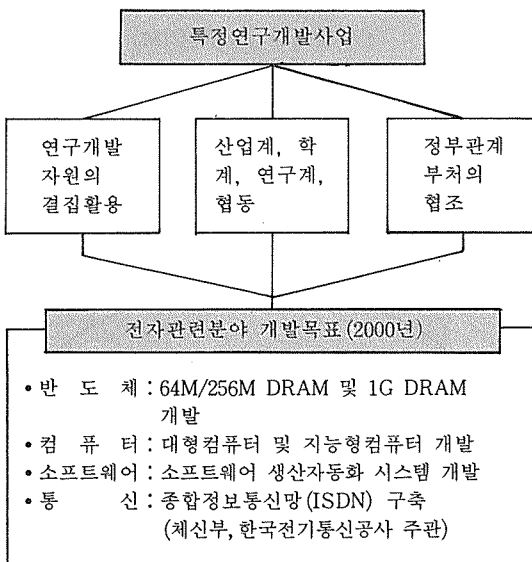 특정연구개발사업
연구개발
자원의
결집활용
산업계, 학
계, 연구계,
협동
정부관계
부처의
협조
전자관련분야 개발목표(2000년)
• 반 도 체 : 64M/256M DRAM 및 1G DRAM
개발
• 컴 퓨 터 : 대형컴퓨터 및 지능형컴퓨터 개발
• 소프트웨어 : 소프트웨어 생산자동화 시스템 개발
• 통 신 : 종합정보통신망(ISDN) 구축
(체신부, 한국전기통신공사 주관)